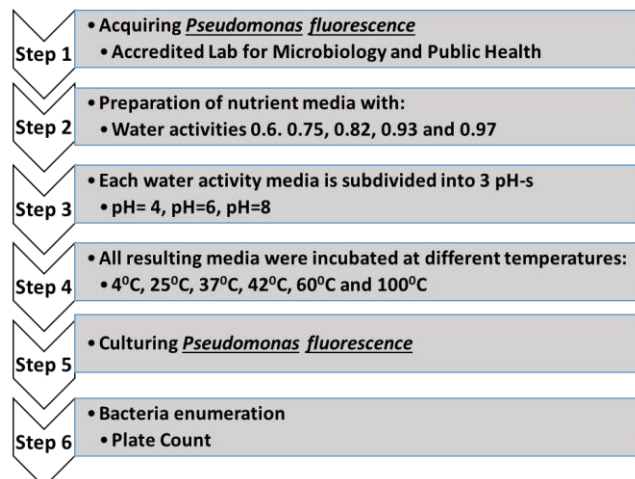 Step 1
• Acquiring Pseudomonas fluorescence
• Accredited Lab for Microbiology and Public Health
Step 2
• Preparation of nutrient media with:
• Water activities 0.6. 0.75, 0.82, 0.93 and 0.97
Step 3
• Each water activity media is subdivided into 3 pH-s
• pH= 4, pH=6, pH=8
Step 4
• All resulting media were incubated at different temperatures:
• 4⁰C, 25⁰C, 37⁰C, 42⁰C, 60⁰C and 100⁰C
Step 5
• Culturing Pseudomonas fluorescence
Step 6
• Bacteria enumeration
• Plate Count